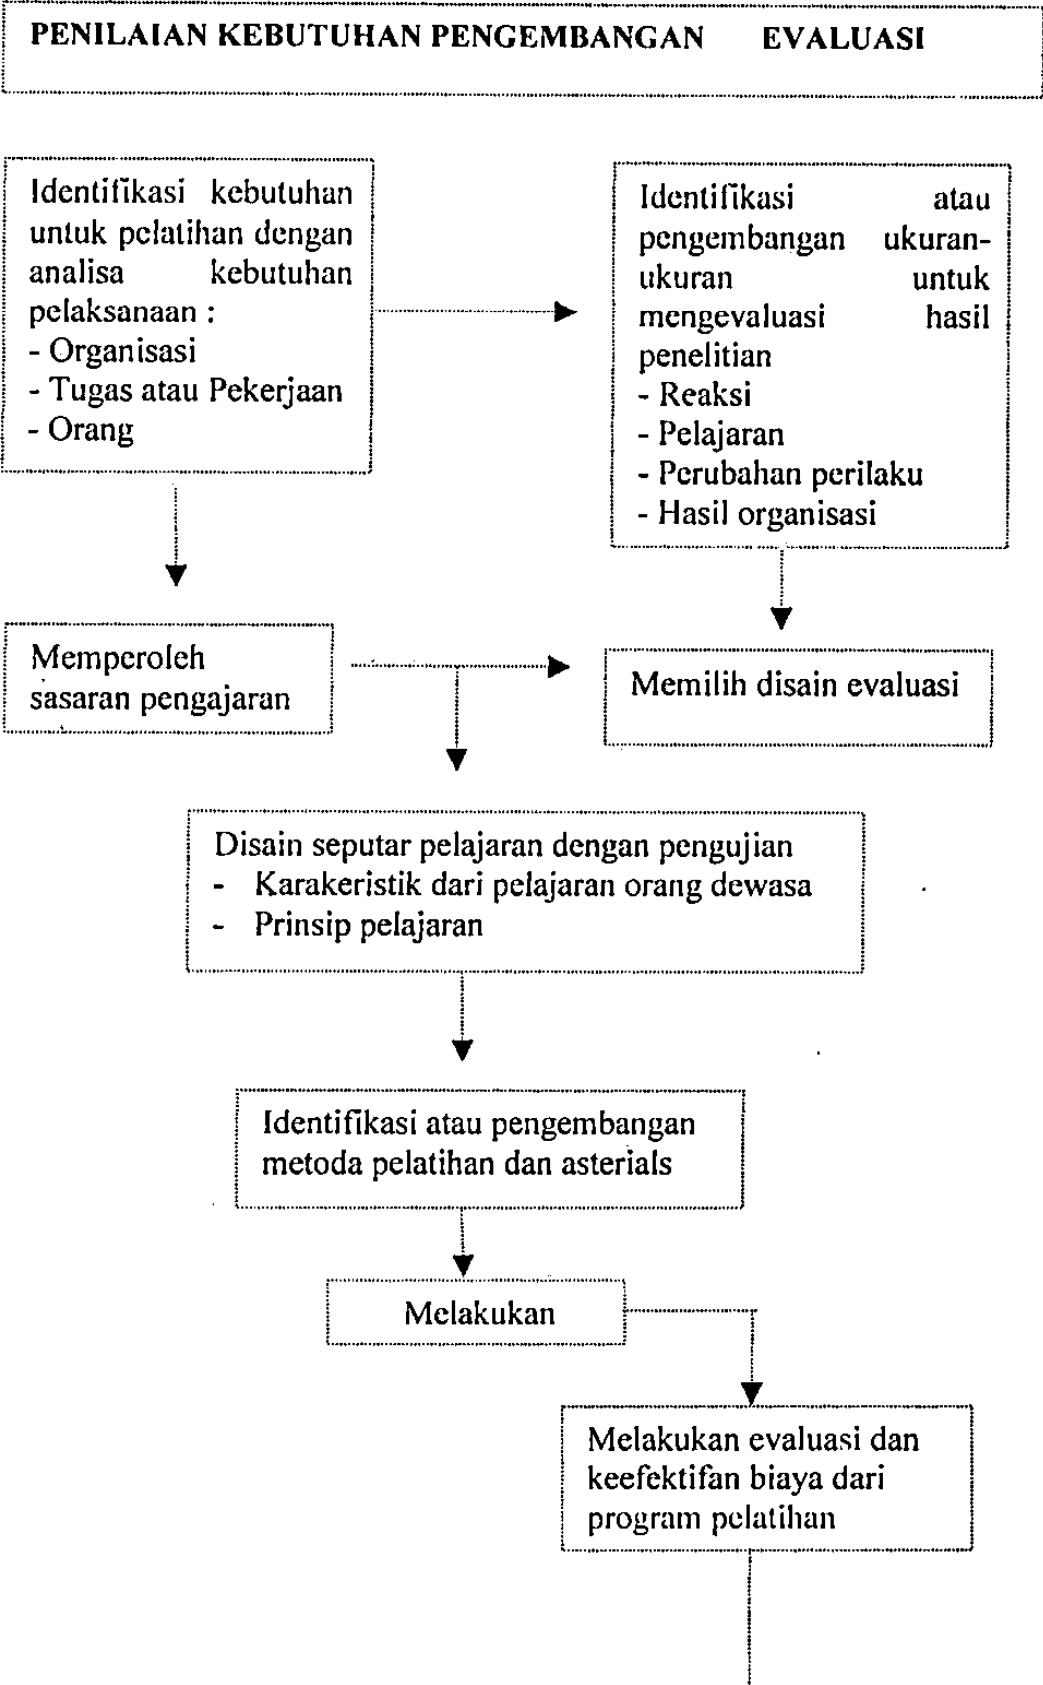 PENILAIAN KEBUTUHAN PENGEMBANGAN EVALUASI
Identifikasi kebutuhan
untuk pelatihan dengan
analisa kebutuhan
pelaksanaan :
- Organisasi
- Tugas atau Pekerjaan
- Orang
Identifikasi atau
pengembangan ukuran-
ukuran untuk
mengevaluasi hasil
penelitian
- Reaksi
- Pelajaran
- Perubahan perilaku
- Hasil organisasi
Memperoleh
sasaran pengajaran
Memilih disain evaluasi
Disain seputar pelajaran dengan pengujian
- Karakeristik dari pelajaran orang dewasa
- Prinsip pelajaran
Identifikasi atau pengembangan
metoda pelatihan dan asterials
Melakukan
Melakukan evaluasi dan
keefektifan biaya dari
program pelatihan